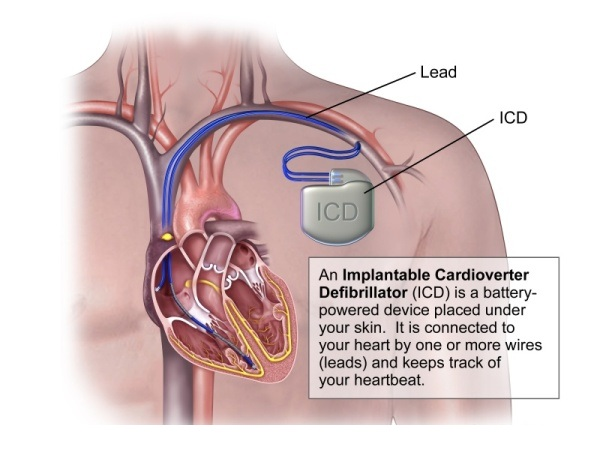 Lead
ICD
ICD
An Implantable Cardioverter
Defibrillator (ICD) is a battery-
powered device placed under
your skin.  It is connected to
your heart by one or more wires
(leads) and keeps track of
your heartbeat.